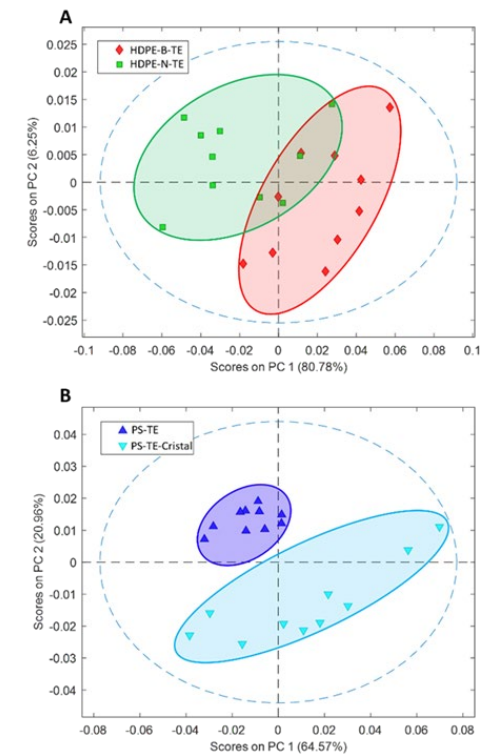 A
0.025
0.02
0.015
0.01
0.005
0
-0.005
-0.01
-0.015
-0.02
-0.025
Scores on PC 2 (6.25%)
HDPE-B-TE
HDPE-N-TE
-0.1 -0.08 -0.06 -0.04 -0.02 0 0.02 0.04 0.06 0.08 0.1
Scores on PC 1 (80.78%)
B
0.04
0.03
0.02
0.01
0
-0.01
-0.02
-0.03
-0.04
Scores on PC 2 (20.96%)
PS-TE
PS-TE-Cristal
-0.08 -0.06 -0.04 -0.02 0 0.02 0.04 0.06 0.08
Scores on PC 1 (64.57%)